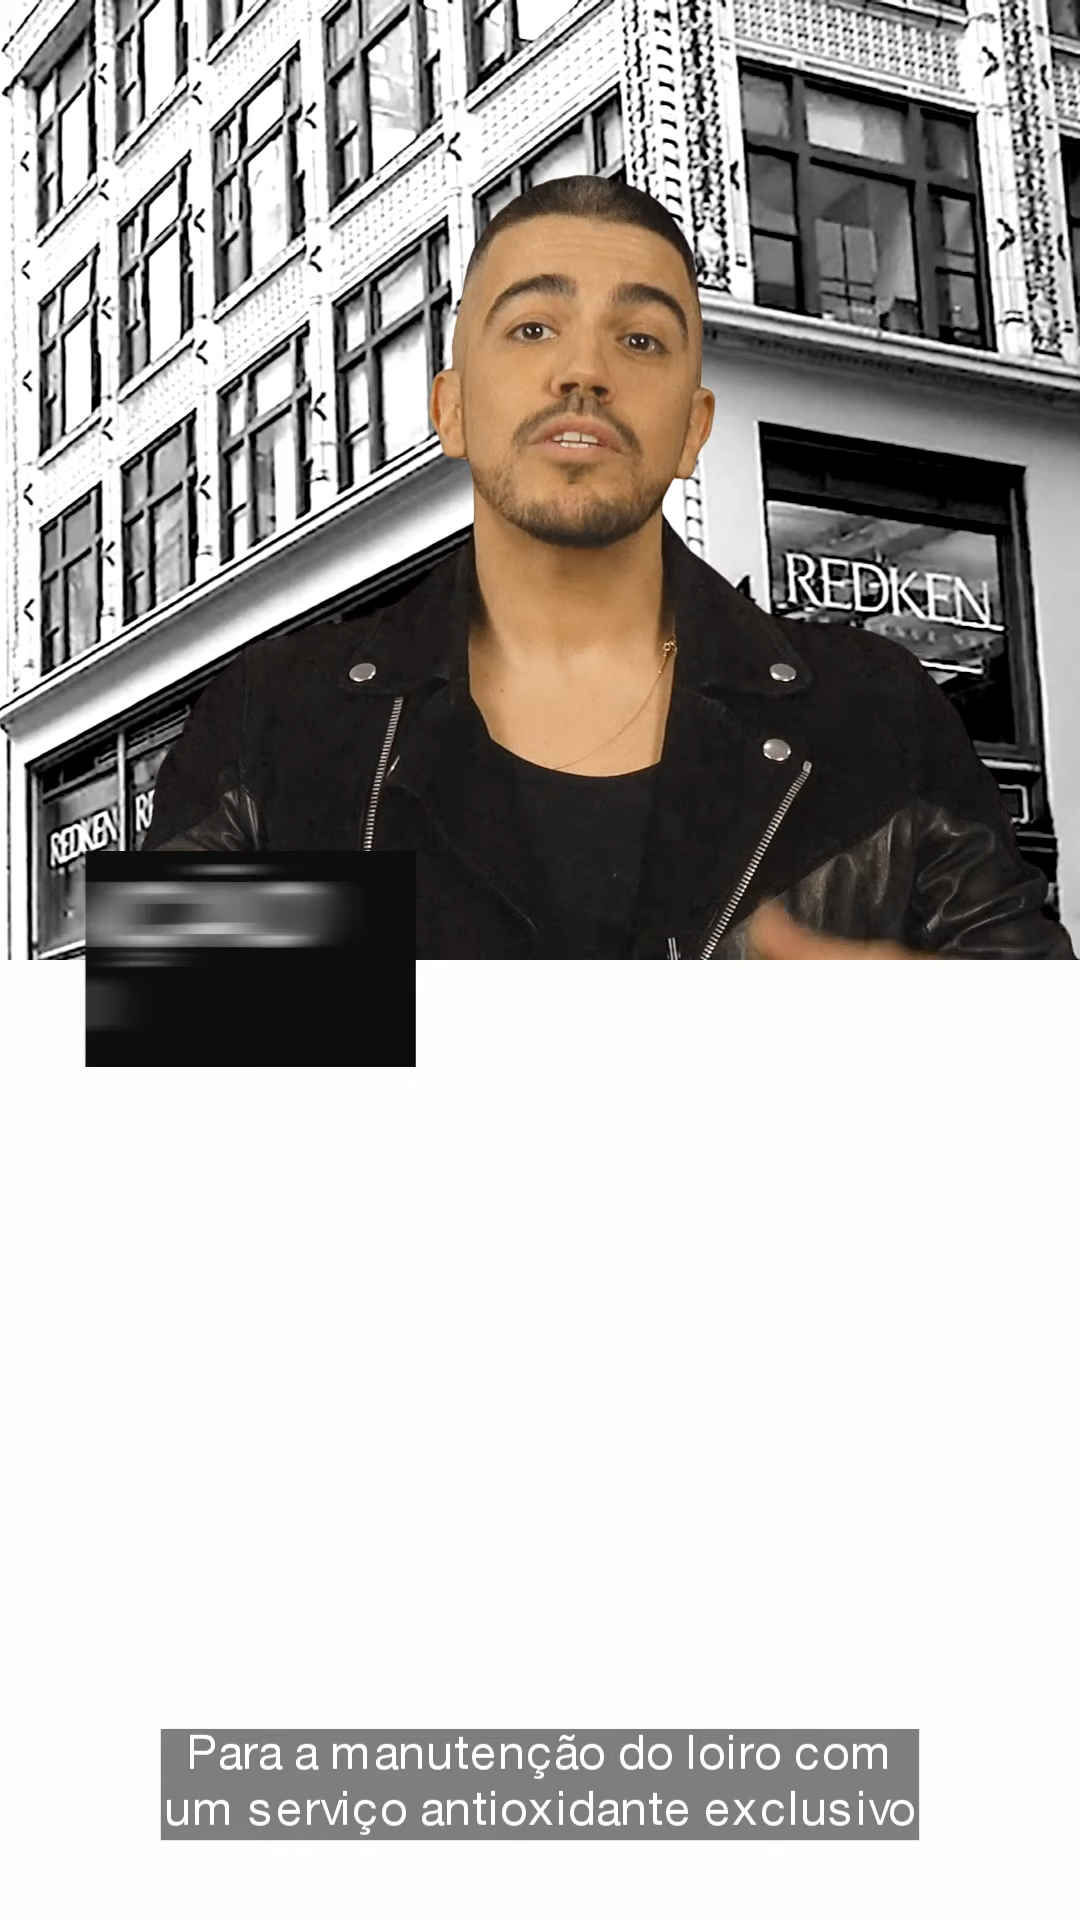 REDKEN
REDKEN
Para a manutenção do loiro com
um serviço antioxidante exclusivo